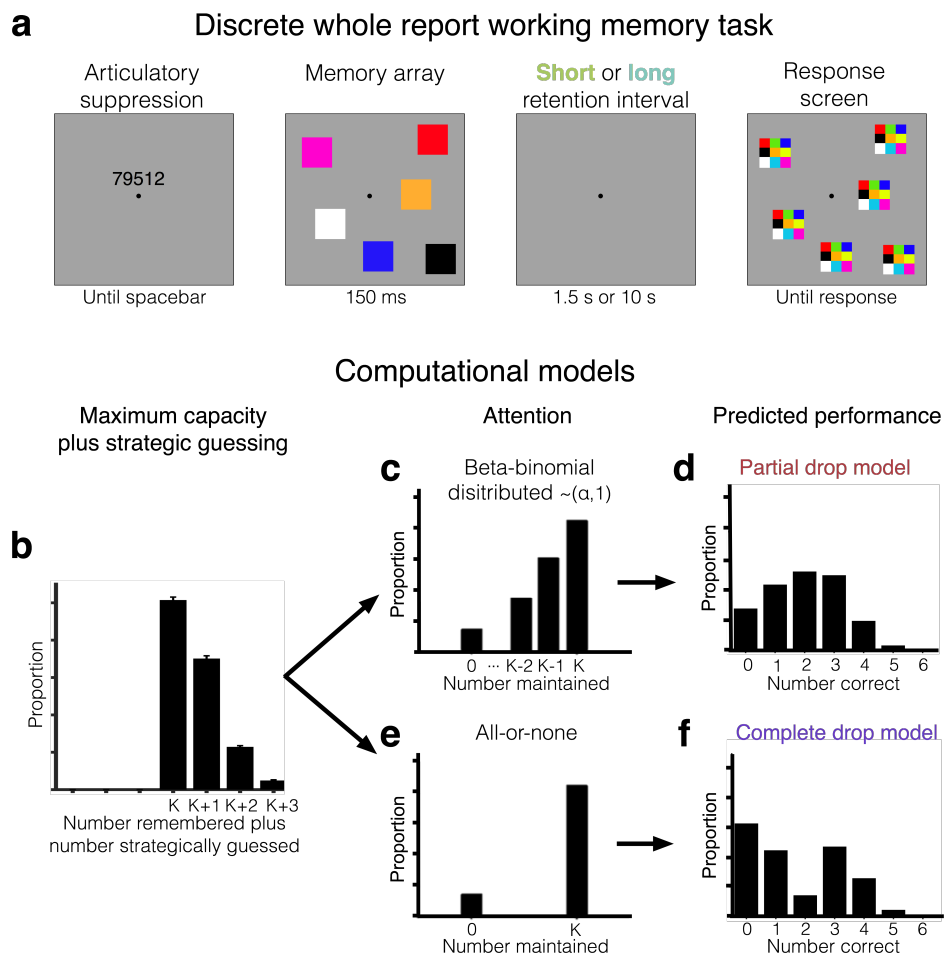 a
Discrete whole report working memory task
Articulatory
suppression
Memory array
Short or long
retention interval
Response
screen
79512
Until spacebar
150 ms
1.5 s or 10 s
Until response
Computational models
Maximum capacity
plus strategic guessing
Attention
Predicted performance
b
Proportion
K K+1 K+2 K+3
Number remembered plus
number strategically guessed
c
Beta-binomial
disitributed ~(α,1)
Proportion
0 ... K-2 K-1 K
Number maintained
d
Partial drop model
Proportion
0 1 2 3 4 5 6
Number correct
e
All-or-none
Proportion
0 K
Number maintained
f
Complete drop model
Proportion
0 1 2 3 4 5 6
Number correct